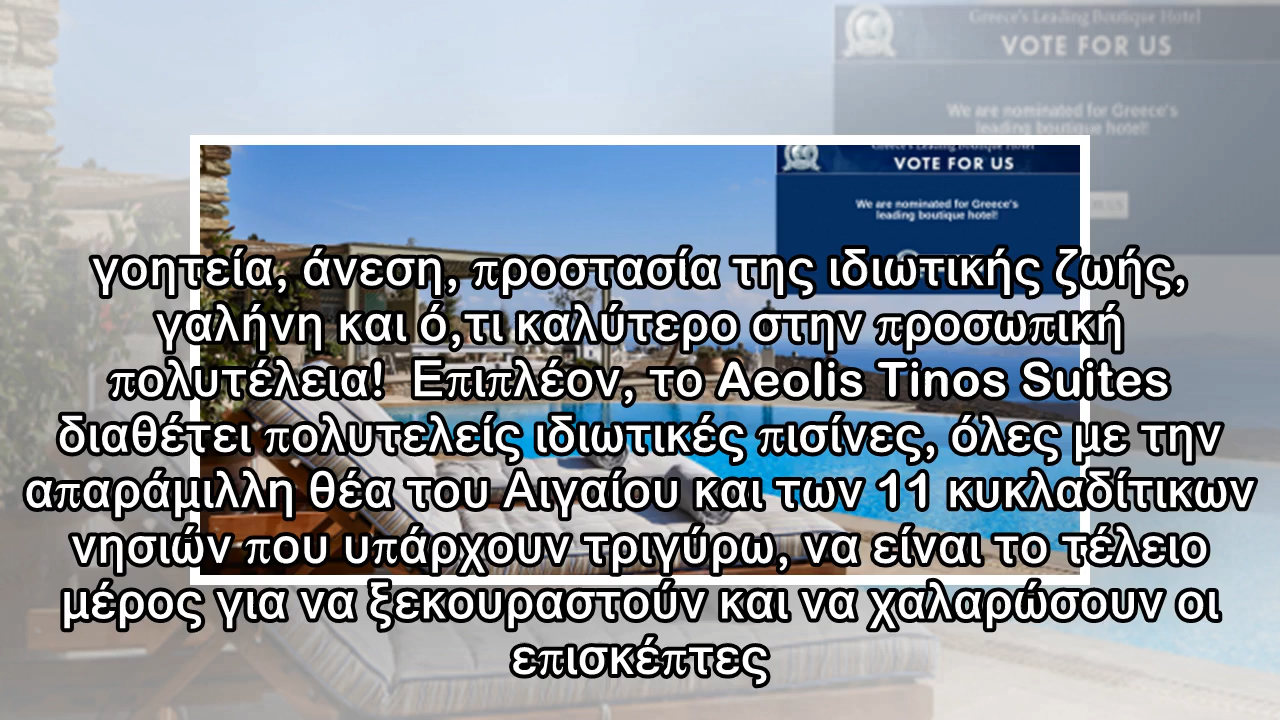 Greece's Leading Boutique Hotel
VOTE FOR US
We are nominated for Greece's
leading boutique hotel!
Greece's Leading Boutique Hotel
VOTE FOR US
We are nominated for Greece's
leading boutique hotel!
γοητεία, άνεση, προστασία της ιδιωτικής ζωής,
γαλήνη και ό,τι καλύτερο στην προσωπική
πολυτέλεια!  Επιπλέον, το Aeolis Tinos Suites
διαθέτει πολυτελείς ιδιωτικές πισίνες, όλες με την
απαράμιλλη θέα του Αιγαίου και των 11 κυκλαδίτικων
νησιών που υπάρχουν τριγύρω, να είναι το τέλειο
μέρος για να ξεκουραστούν και να χαλαρώσουν οι
επισκέπτες